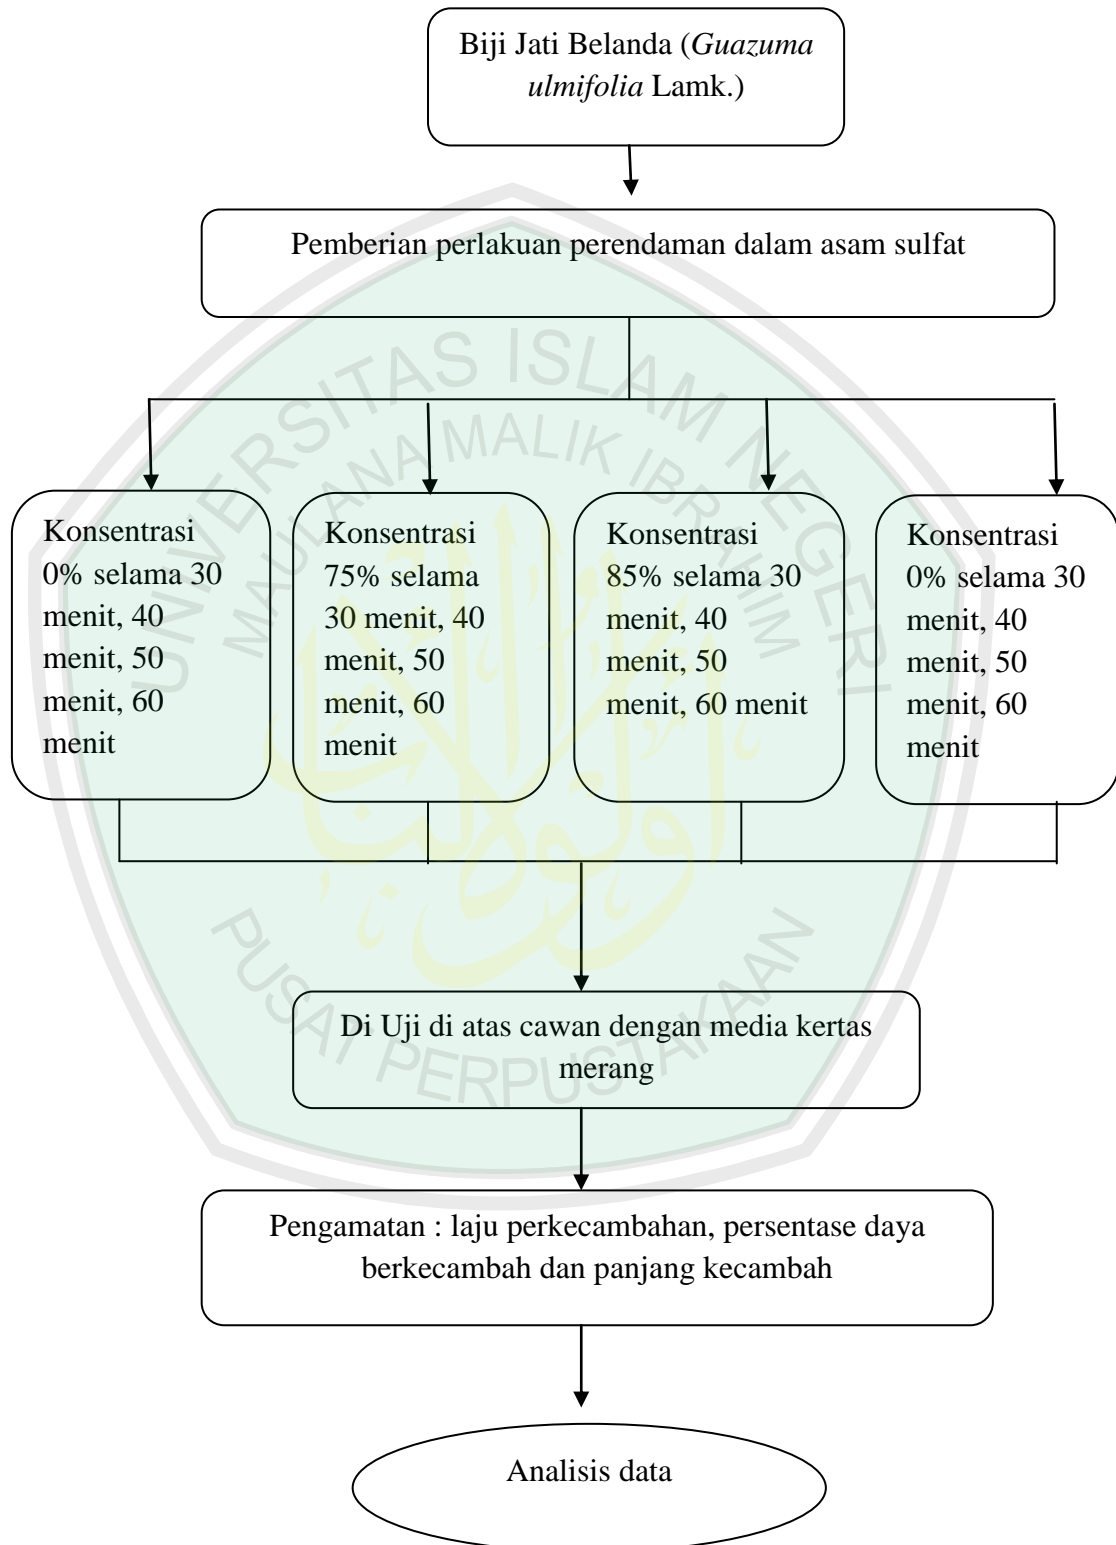 Biji Jati Belanda (Guazuma
ulmifolia Lamk.)
Pemberian perlakuan perendaman dalam asam sulfat
Konsentrasi
0% selama 30
menit, 40
menit, 50
menit, 60
menit
Konsentrasi
75% selama
30 menit, 40
menit, 50
menit, 60
menit
Konsentrasi
85% selama 30
menit, 40
menit, 50
menit, 60 menit
Konsentrasi
0% selama 30
menit, 40
menit, 50
menit, 60
menit
Di Uji di atas cawan dengan media kertas
merang
Pengamatan : laju perkecambahan, persentase daya
berkecambah dan panjang kecambah
Analisis data
UNIVERSITAS ISLAM NEGERI
MAULANA MALIK IBRAHIM
PUSAT PERPUSTAKAAN